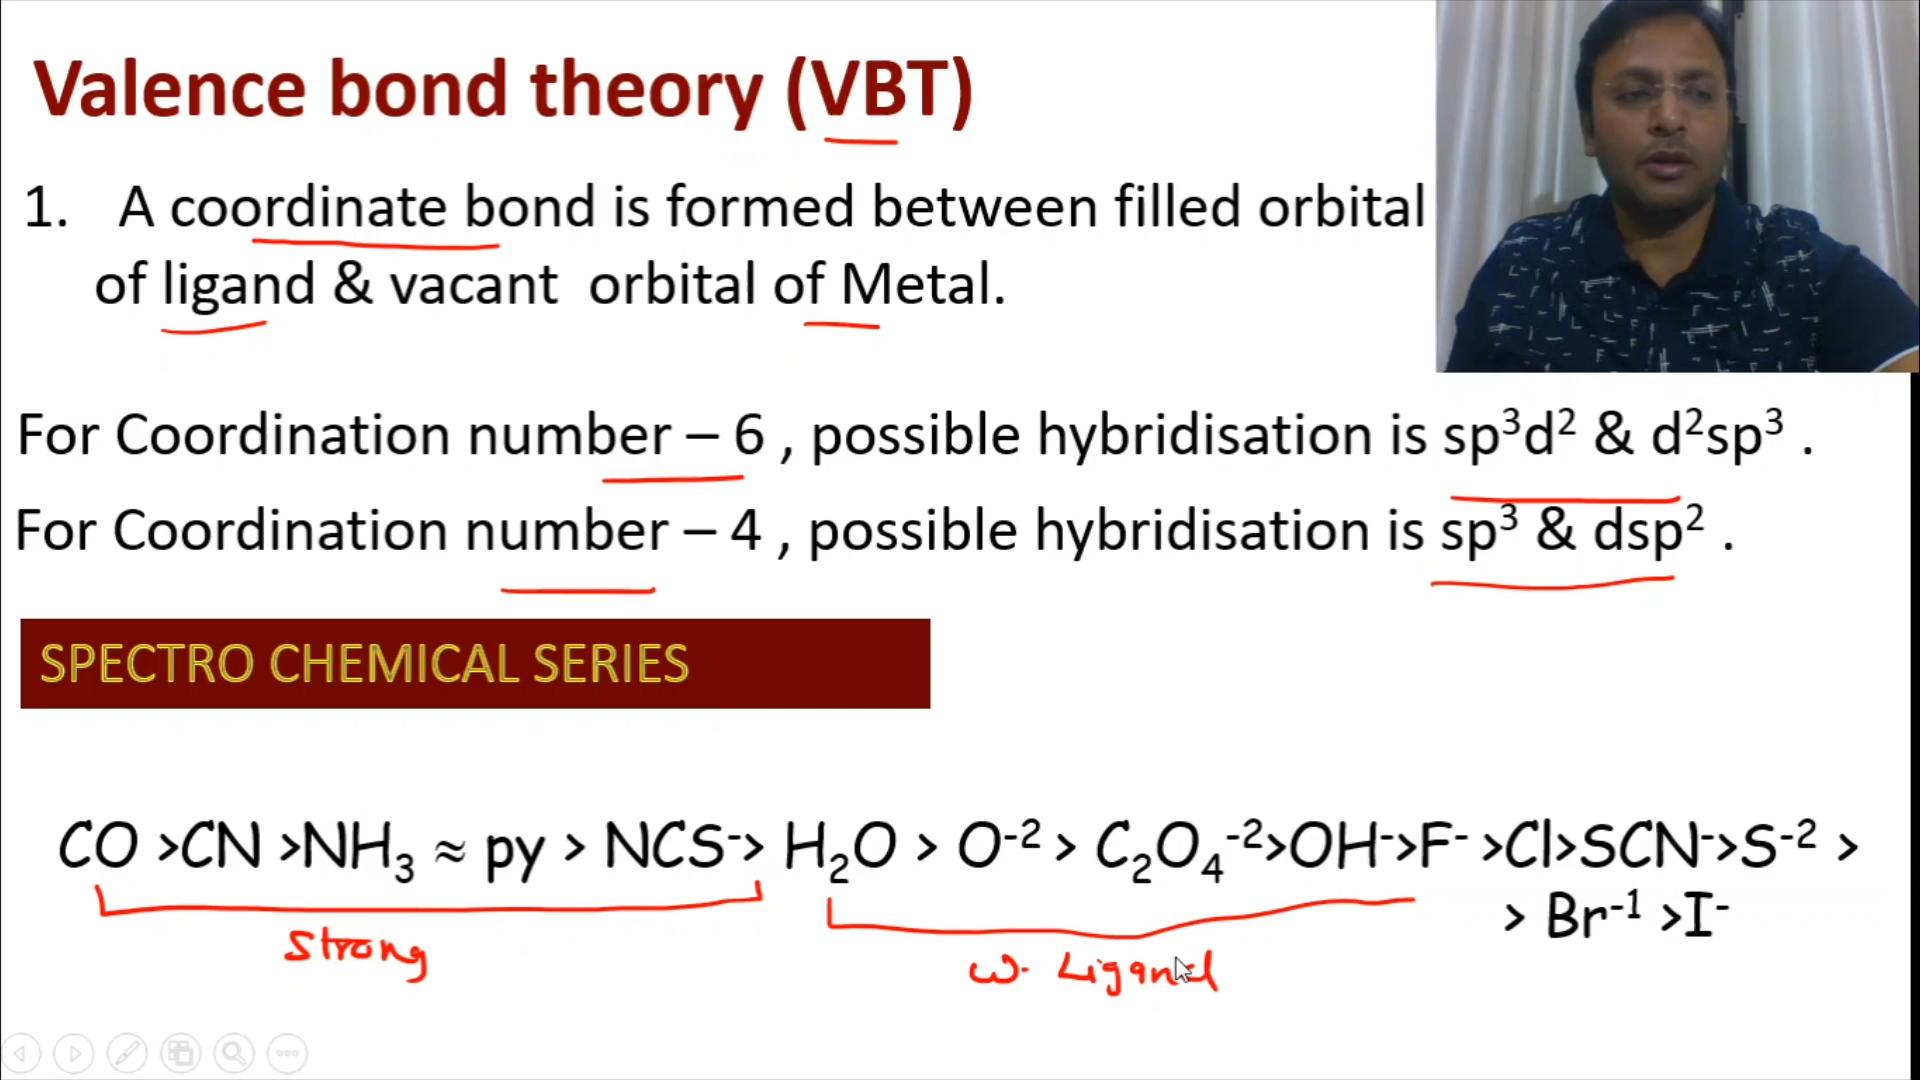 Valence bond theory (VBT)
1. A coordinate bond is formed between filled orbital
of ligand & vacant orbital of Metal.
For Coordination number – 6 , possible hybridisation is sp³d² & d²sp³ .
For Coordination number – 4 , possible hybridisation is sp³ & dsp² .
SPECTRO CHEMICAL SERIES
CO >CN >NH₃ ≈ py > NCS⁻> H₂O > O⁻² > C₂O₄⁻²>OH⁻>F⁻ >Cl>SCN⁻>S⁻² >
> Br⁻¹ >I⁻
Strong
W. Ligand